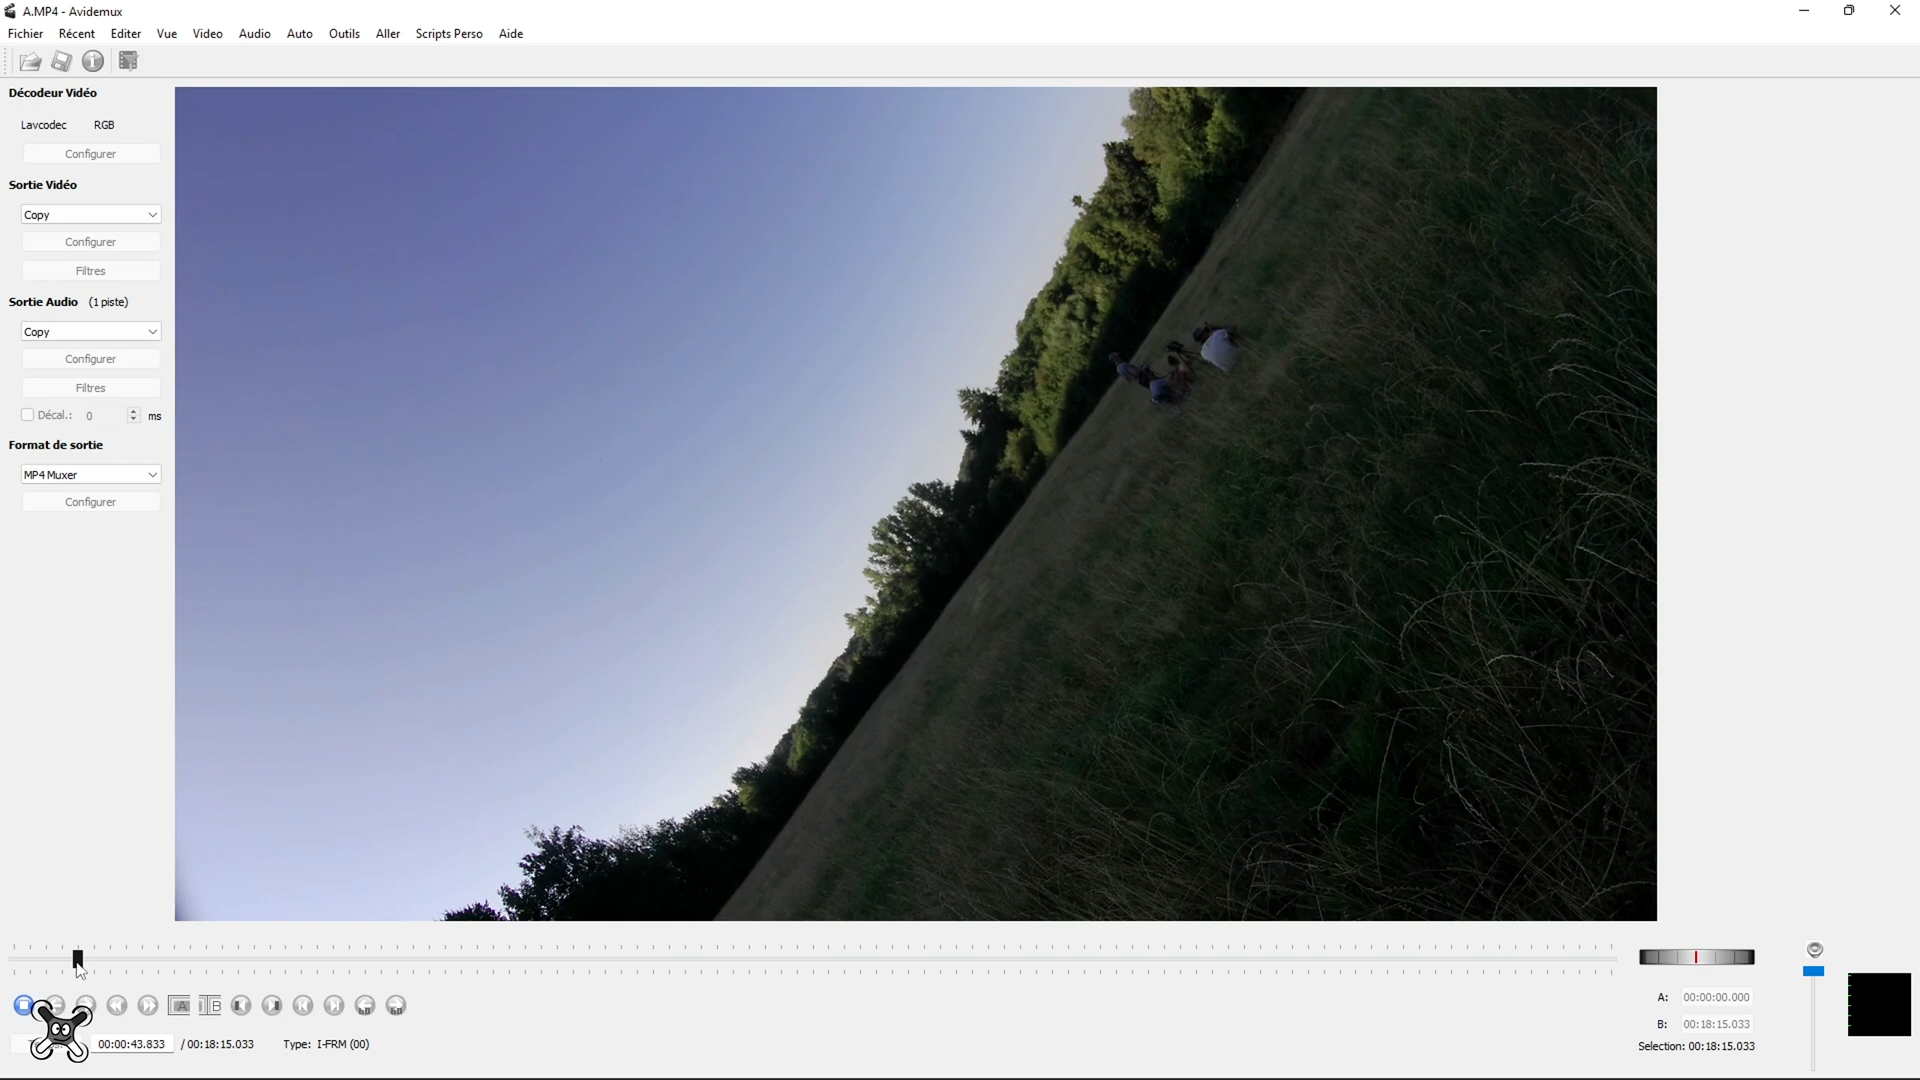 A.MP4 - Avidemux
Fichier Récent Editer Vue Video Audio Auto Outils Aller Scripts Perso Aide
Décodeur Vidéo
Lavcodec RGB
Configurer
Sortie Vidéo
Copy
Configurer
Filtres
Sortie Audio (1 piste)
Copy
Configurer
Filtres
Décal.: 0 ms
Format de sortie
MP4 Muxer
Configurer
A B 60 60
A: 00:00:00.000
B: 00:18:15.033
00:00:43.833 / 00:18:15.033 Type: I-FRM (00)
Selection: 00:18:15.033